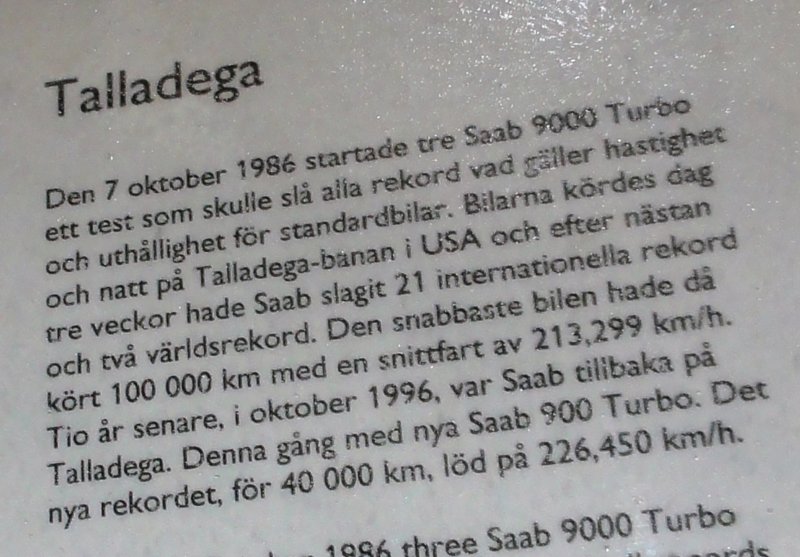 Talladega
Den 7 oktober 1986 startade tre Saab 9000 Turbo
ett test som skulle slå alla rekord vad gäller hastighet
och uthållighet för standardbilar. Bilarna kördes dag
och natt på Talladega-banan i USA och efter nästan
tre veckor hade Saab slagit 21 internationella rekord
och två världsrekord. Den snabbaste bilen hade då
kört 100 000 km med en snittfart av 213,299 km/h.
Tio år senare, i oktober 1996, var Saab tillbaka på
Talladega. Denna gång med nya Saab 900 Turbo. Det
nya rekordet, för 40 000 km, löd på 226,450 km/h.
1986 three Saab 9000 Turbo